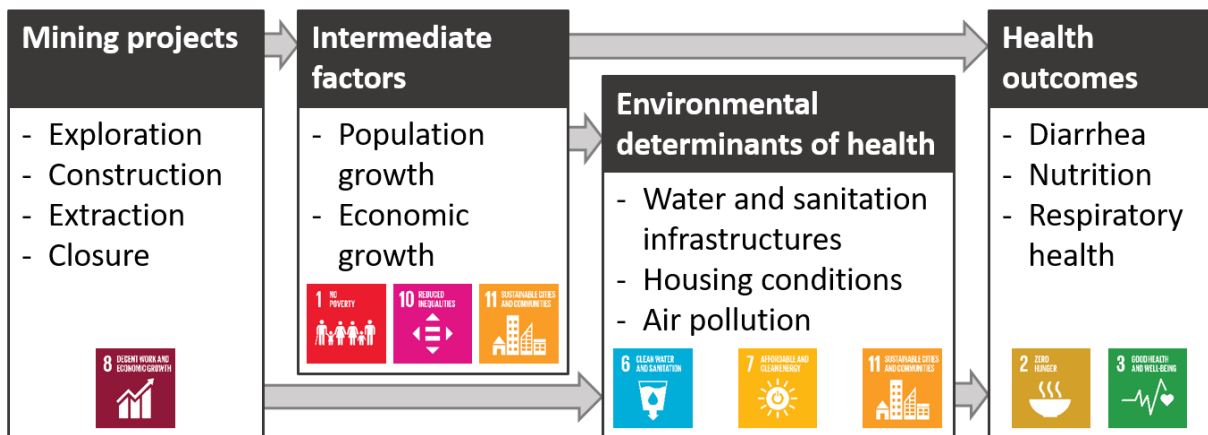 Mining projects
- Exploration
- Construction
- Extraction
- Closure
8 DECENT WORK AND
ECONOMIC GROWTH
Intermediate
factors
- Population
growth
- Economic
growth
1 NO
POVERTY
10 REDUCED
INEQUALITIES
11 SUSTAINABLE CITIES
AND COMMUNITIES
Environmental
determinants of health
- Water and sanitation
infrastructures
- Housing conditions
- Air pollution
6 CLEAN WATER
AND SANITATION
7 AFFORDABLE AND
CLEAN ENERGY
11 SUSTAINABLE CITIES
AND COMMUNITIES
Health
outcomes
- Diarrhea
- Nutrition
- Respiratory
health
2 ZERO
HUNGER
3 GOOD HEALTH
AND WELL-BEING